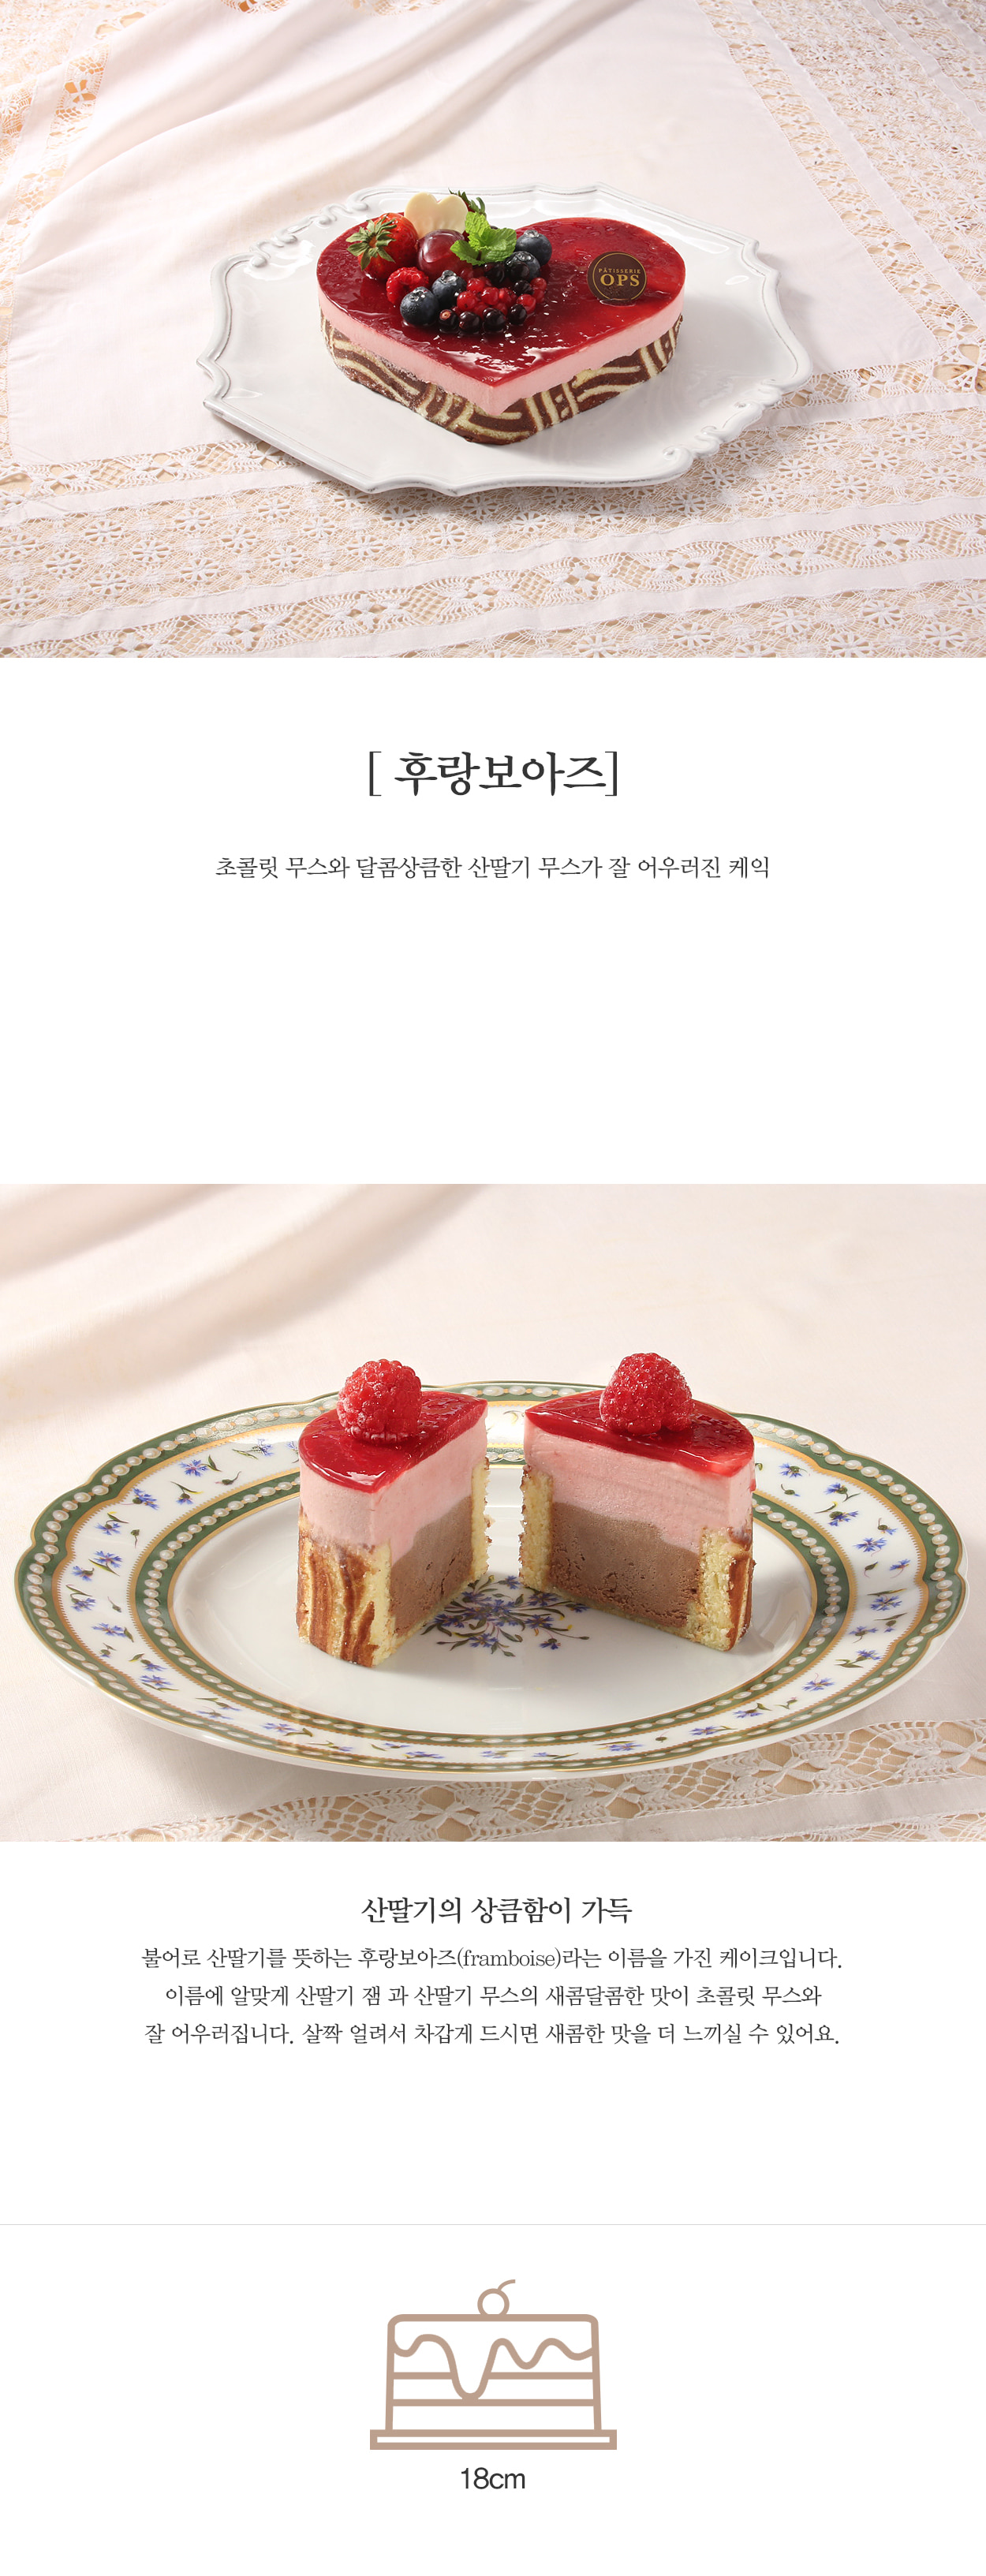 PÂTISSERIE
OPS
[ 후랑보아즈]
초콜릿 무스와 달콤상큼한 산딸기 무스가 잘 어우러진 케익
산딸기의 상큼함이 가득
불어로 산딸기를 뜻하는 후랑보아즈(framboise)라는 이름을 가진 케이크입니다.
이름에 알맞게 산딸기 잼 과 산딸기 무스의 새콤달콤한 맛이 초콜릿 무스와
잘 어우러집니다. 살짝 얼려서 차갑게 드시면 새콤한 맛을 더 느끼실 수 있어요.
18cm